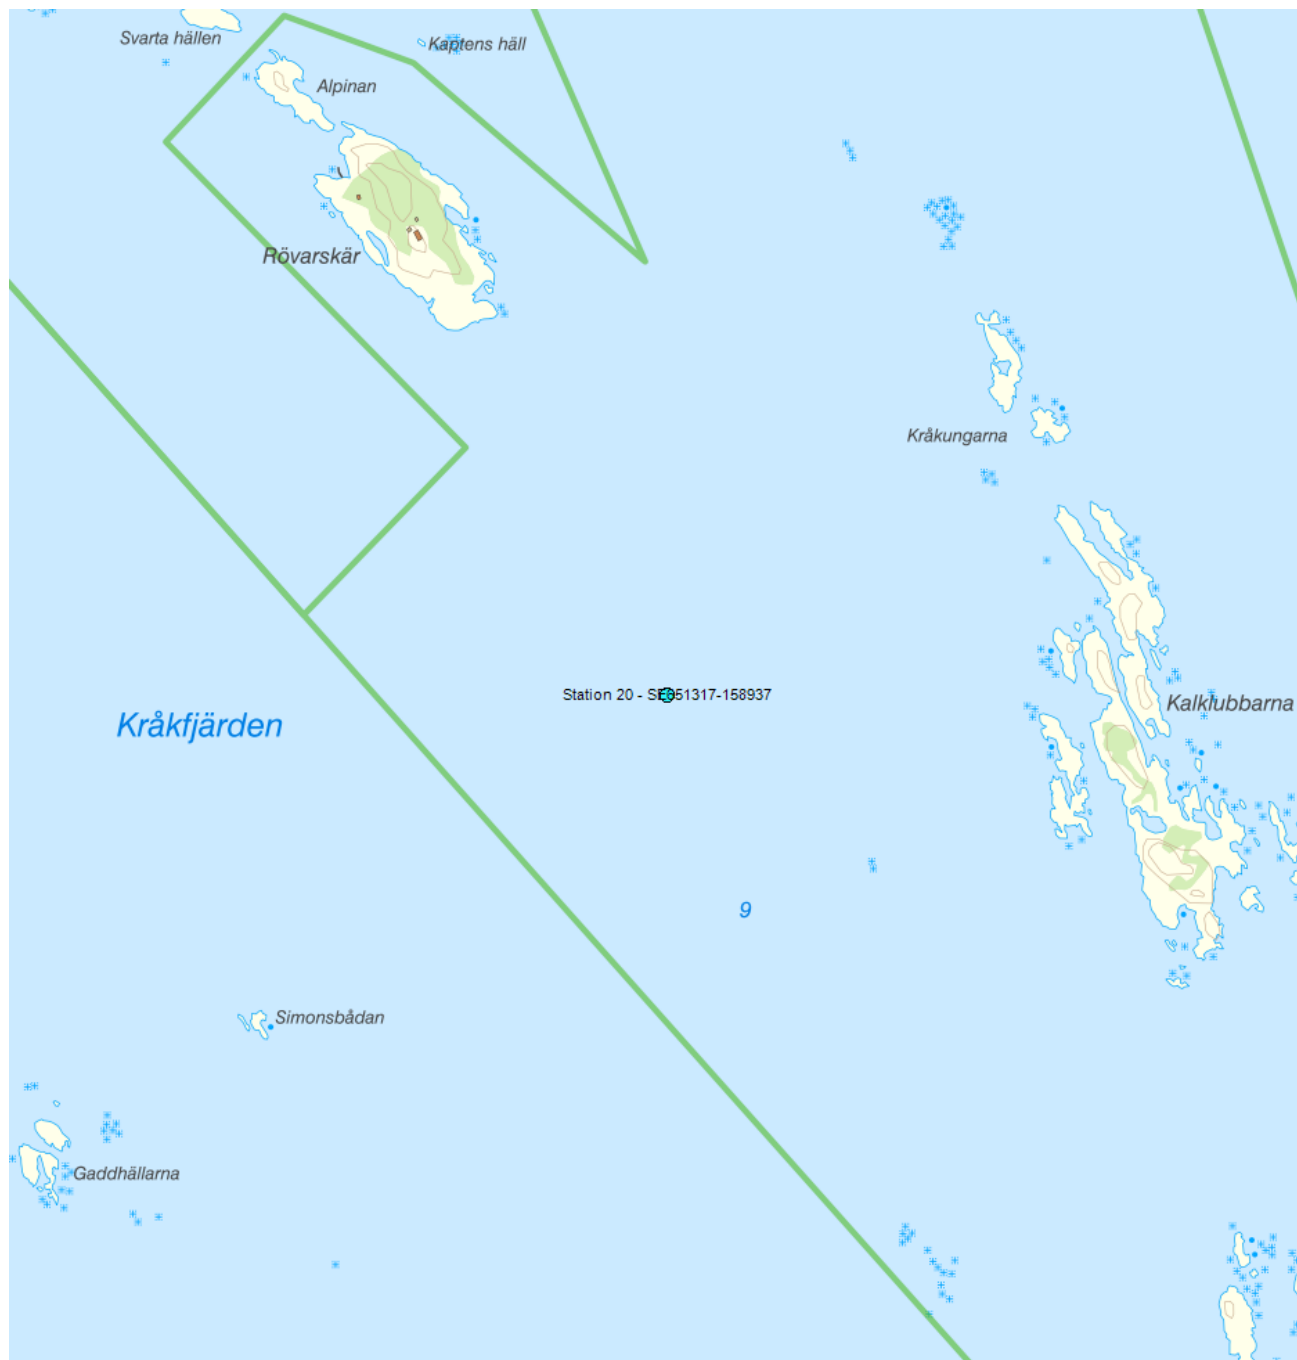 Svarta hällen
Kaptens häll
Alpinan
Rövarskär
Kråkungarna
Station 20 - SE651317-158937
Kalklubbarna
Kråkfjärden
9
Simonsbådan
Gaddhällarna